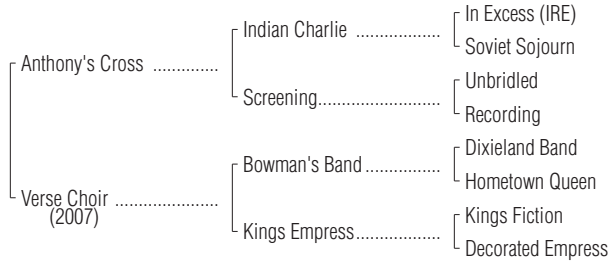 In Excess (IRE)
Indian Charlie ..................
Soviet Sojourn
Anthony's Cross ..............
Unbridled
Screening..........................
Recording
Dixieland Band
Bowman's Band ................
Hometown Queen
Verse Choir ......................
(2007)
Kings Fiction
Kings Empress..................
Decorated Empress